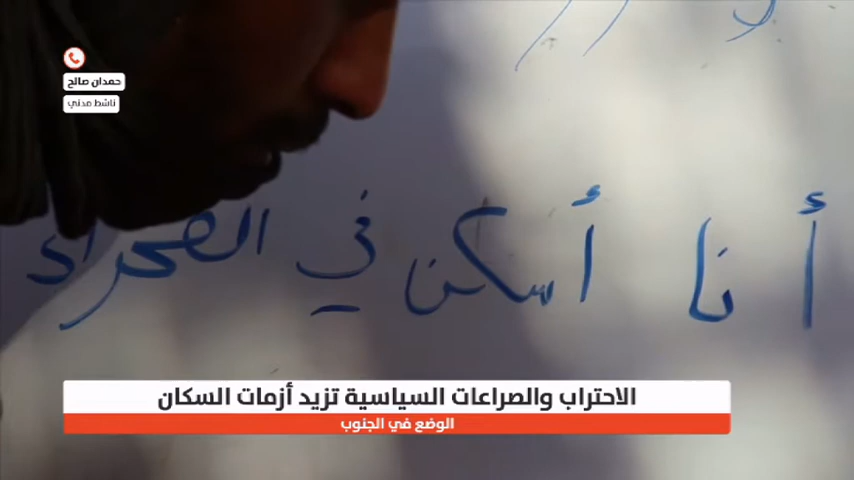 حمدان صالح
ناشط مدني
أنا أسكن في الصحراء
الاحتراب والصراعات السياسية تزيد أزمات السكان
الوضع في الجنوب